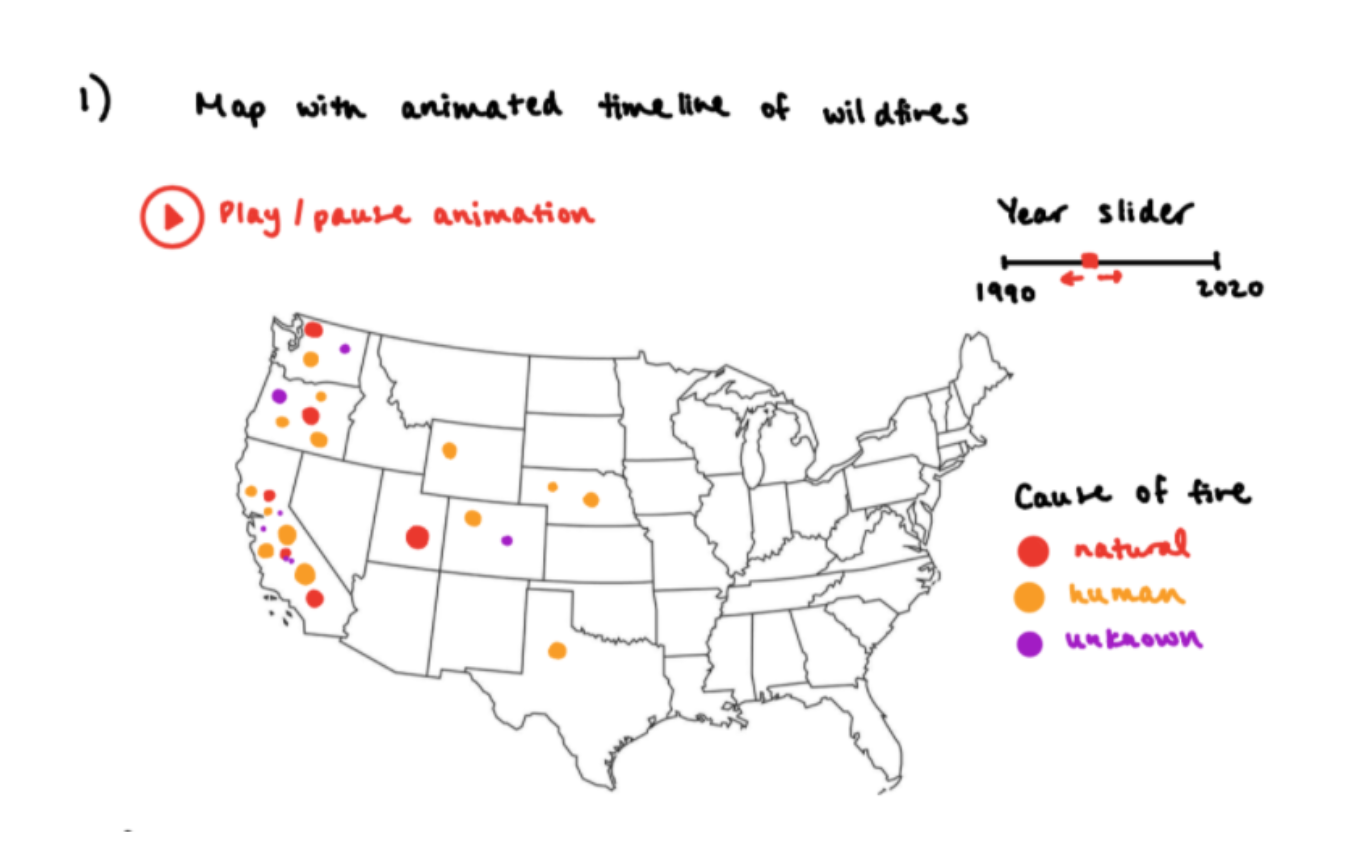 1) Map with animated timeline of wildfires
Play / pause animation
Year slider
1990 2020
Cause of fire
natural
human
unknown